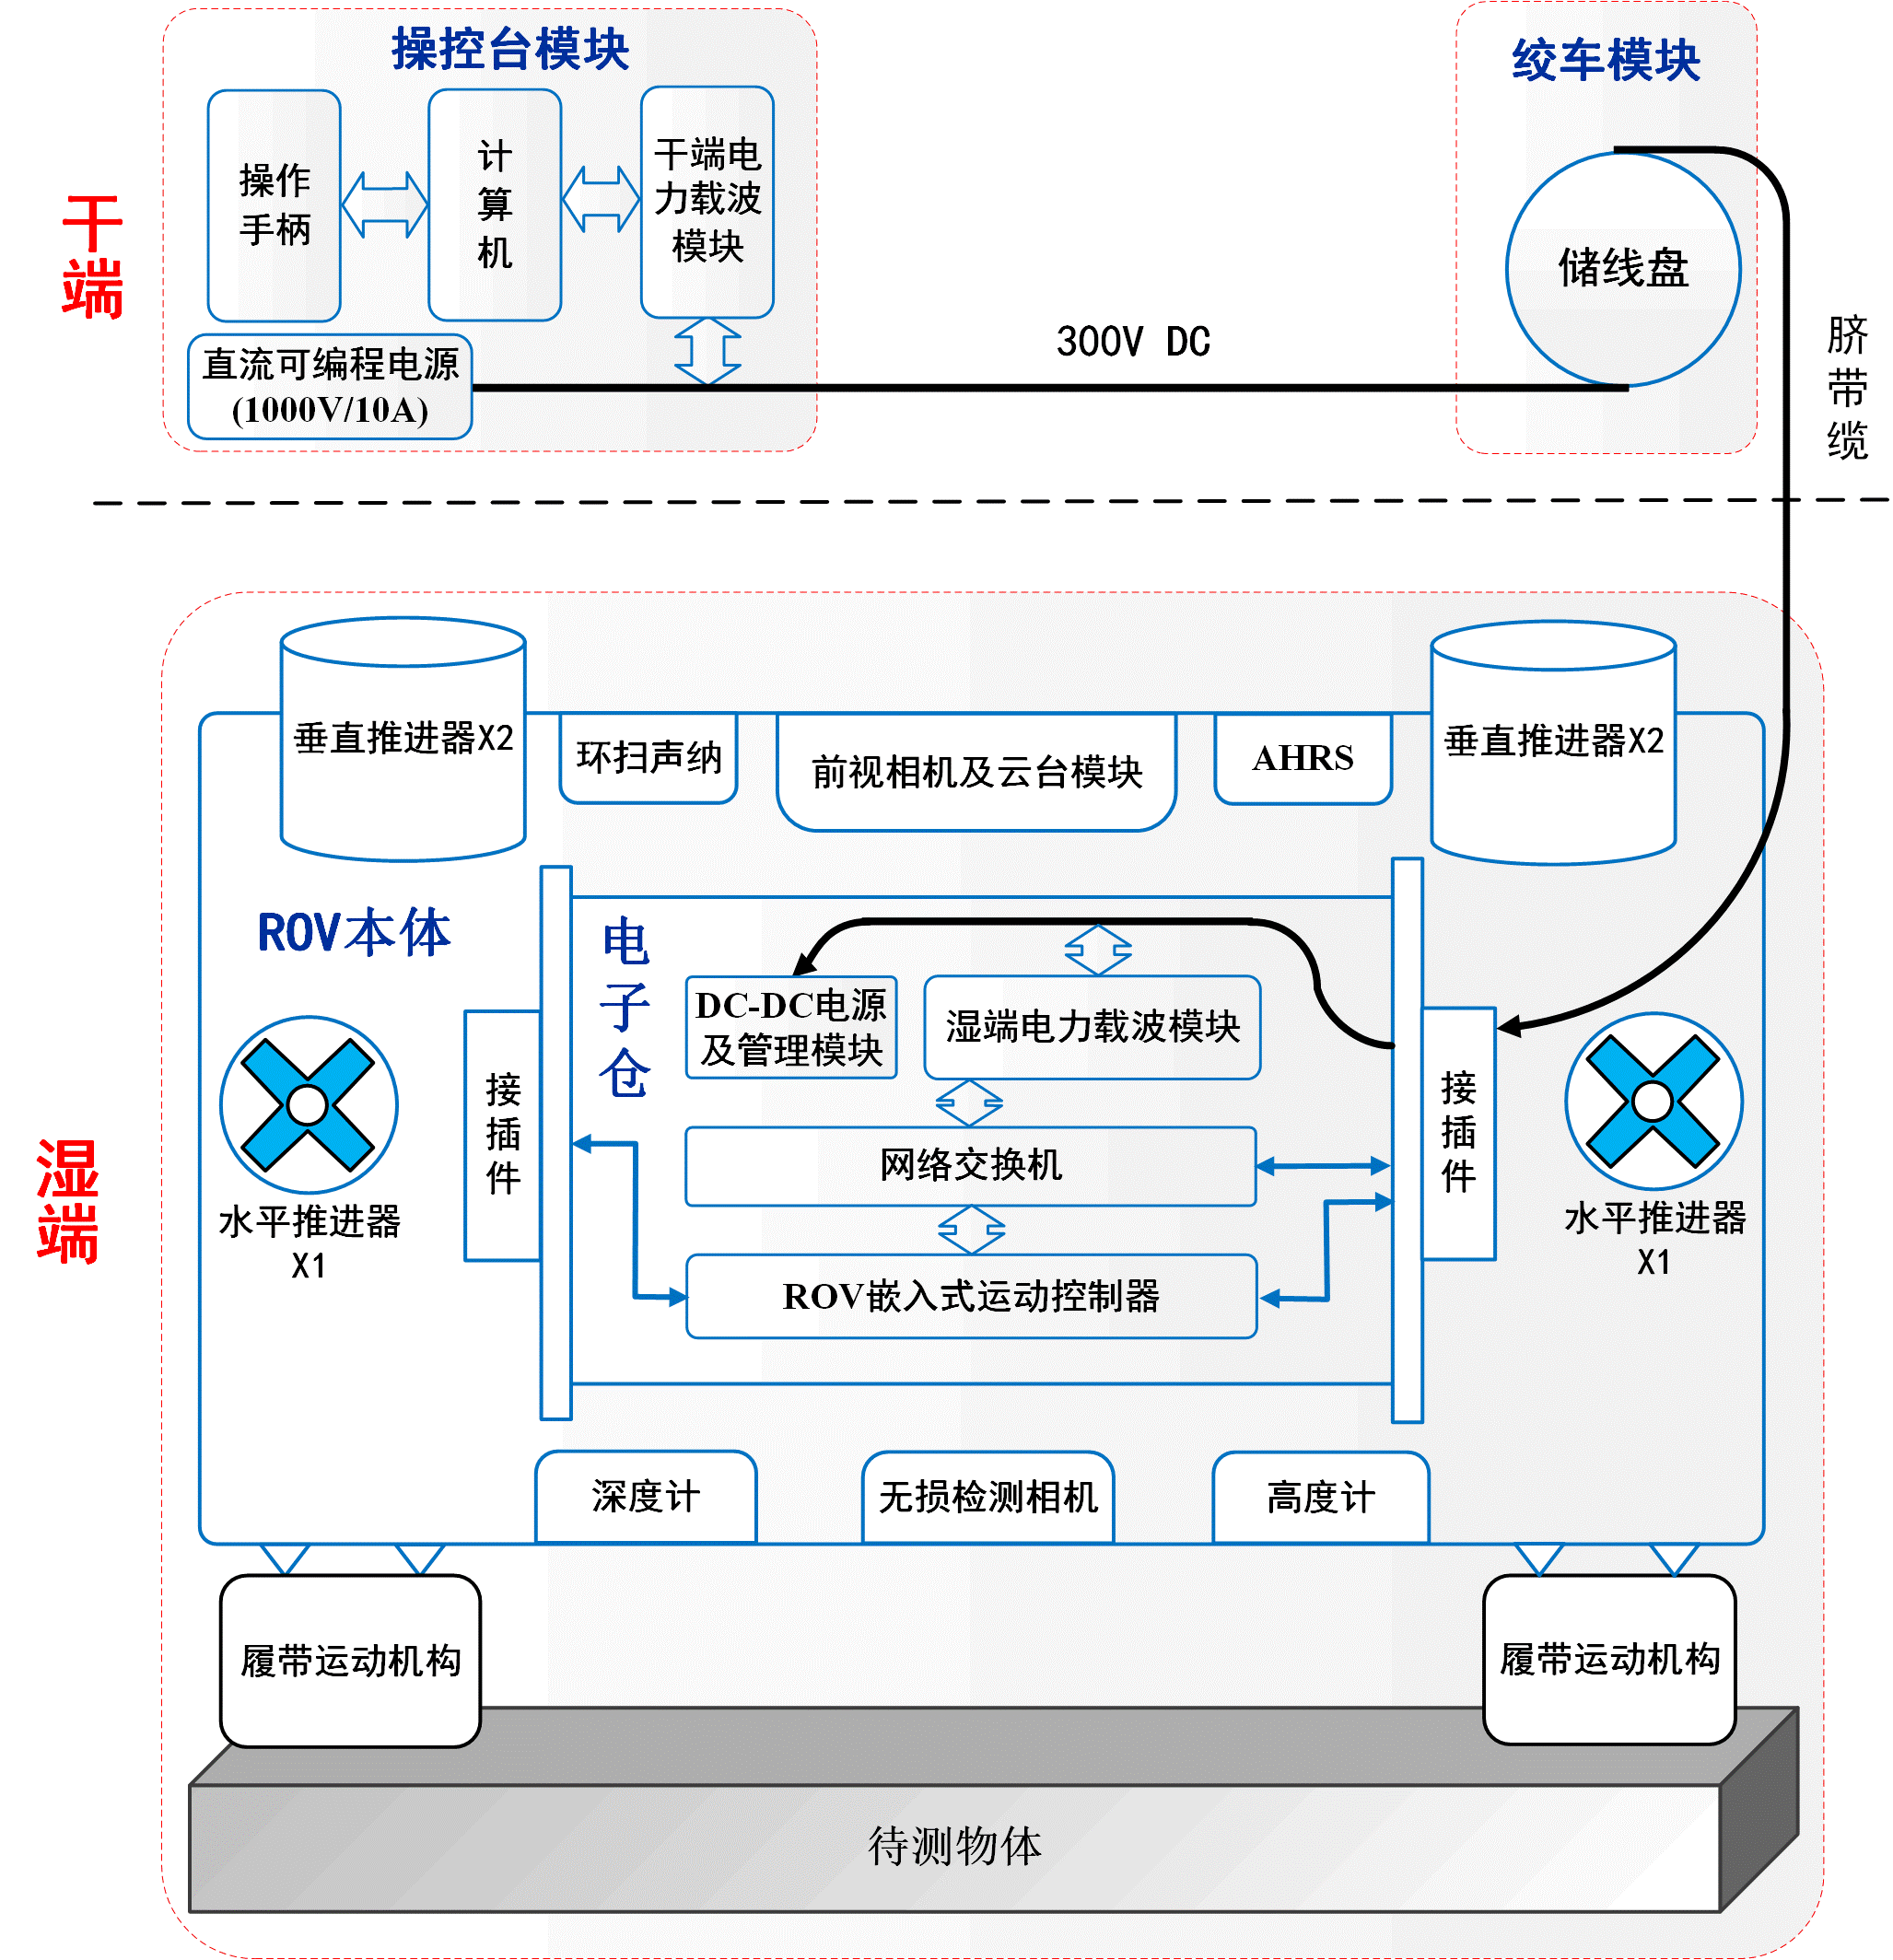 操控台模块
绞车模块
操作
手柄
计
算
机
干端电
力载波
模块
储线盘
干
端
直流可编程电源
(1000V/10A)
300V DC
脐
带
缆
垂直推进器X2
环扫声纳
前视相机及云台模块
AHRS
垂直推进器X2
ROV本体
电
子
仓
DC-DC电源
及管理模块
湿端电力载波模块
接
插
件
网络交换机
接
插
件
湿
端
水平推进器
X1
水平推进器
X1
ROV嵌入式运动控制器
深度计
无损检测相机
高度计
履带运动机构
履带运动机构
待测物体